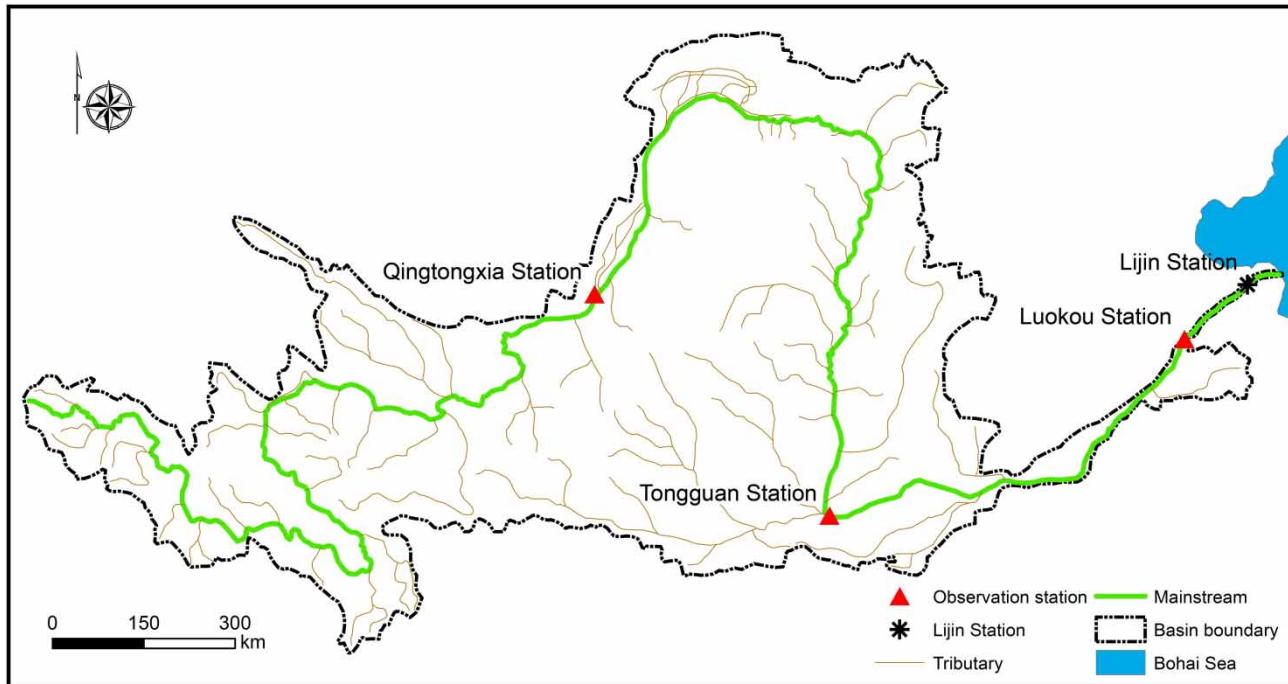 N
Qingtongxia Station
Lijin Station
Luokou Station
Tongguan Station
0 150 300
km
Observation station
Mainstream
Lijin Station
Basin boundary
Tributary
Bohai Sea